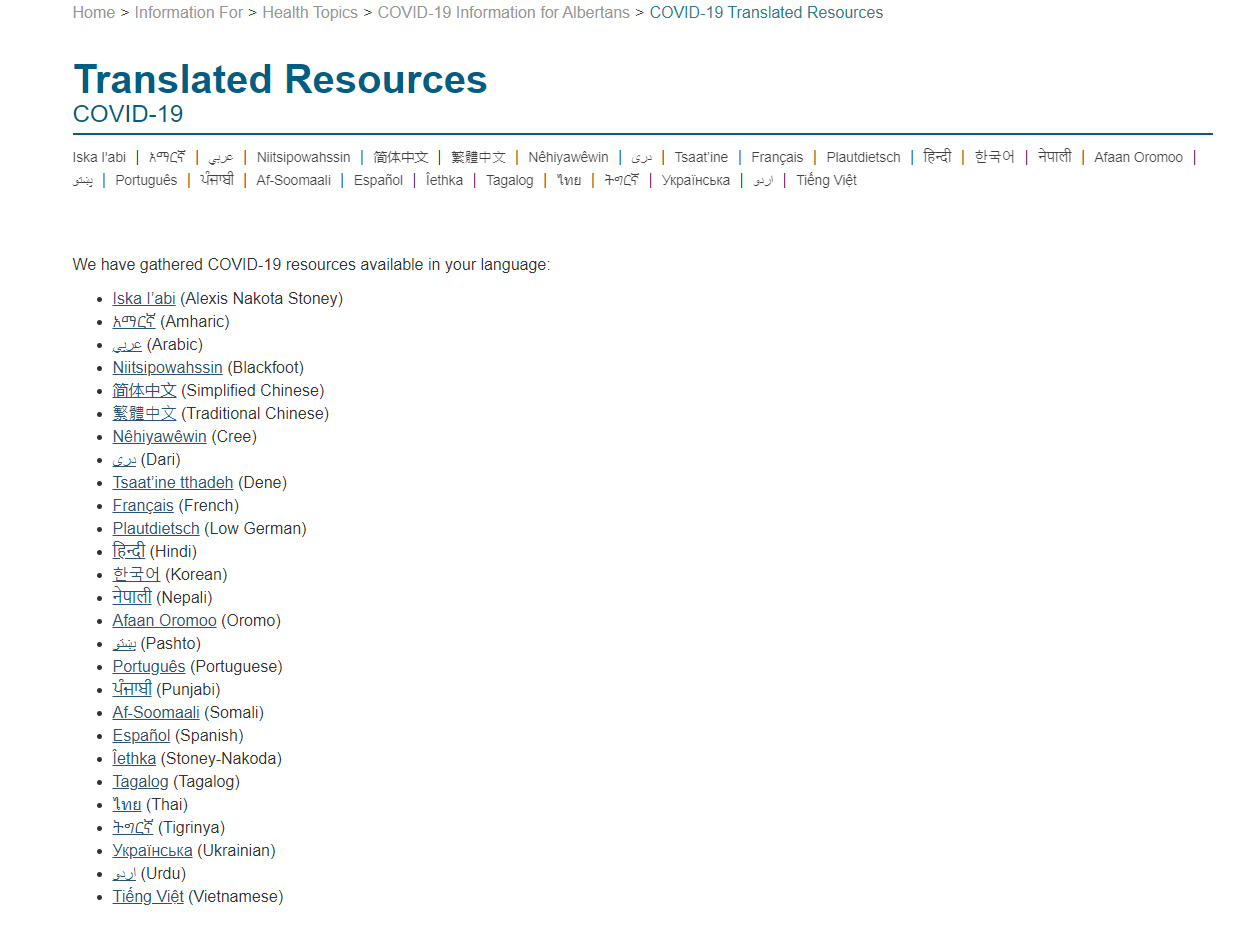 Home > Information For > Health Topics > COVID-19 Information for Albertans > COVID-19 Translated Resources
Translated Resources
COVID-19
Iska I'abi | አማርኛ | عربي | Niitsipowahssin | 简体中文 | 繁體中文 | Nêhiyawêwin | دری | Tsaat’ine | Français | Plautdietsch | हिन्दी | 한국어 | नेपाली | Afaan Oromoo |
پښتو | Português | ਪੰਜਾਬੀ | Af-Soomaali | Español | Îethka | Tagalog | ไทย | ትግርኛ | Українська | اردو | Tiếng Việt
We have gathered COVID-19 resources available in your language:
• Iska I’abi (Alexis Nakota Stoney)
• አማርኛ (Amharic)
• عربي (Arabic)
• Niitsipowahssin (Blackfoot)
• 简体中文 (Simplified Chinese)
• 繁體中文 (Traditional Chinese)
• Nêhiyawêwin (Cree)
• دری (Dari)
• Tsaat’ine tthadeh (Dene)
• Français (French)
• Plautdietsch (Low German)
• हिन्दी (Hindi)
• 한국어 (Korean)
• नेपाली (Nepali)
• Afaan Oromoo (Oromo)
• پښتو (Pashto)
• Português (Portuguese)
• ਪੰਜਾਬੀ (Punjabi)
• Af-Soomaali (Somali)
• Español (Spanish)
• Îethka (Stoney-Nakoda)
• Tagalog (Tagalog)
• ไทย (Thai)
• ትግርኛ (Tigrinya)
• Українська (Ukrainian)
• اردو (Urdu)
• Tiếng Việt (Vietnamese)